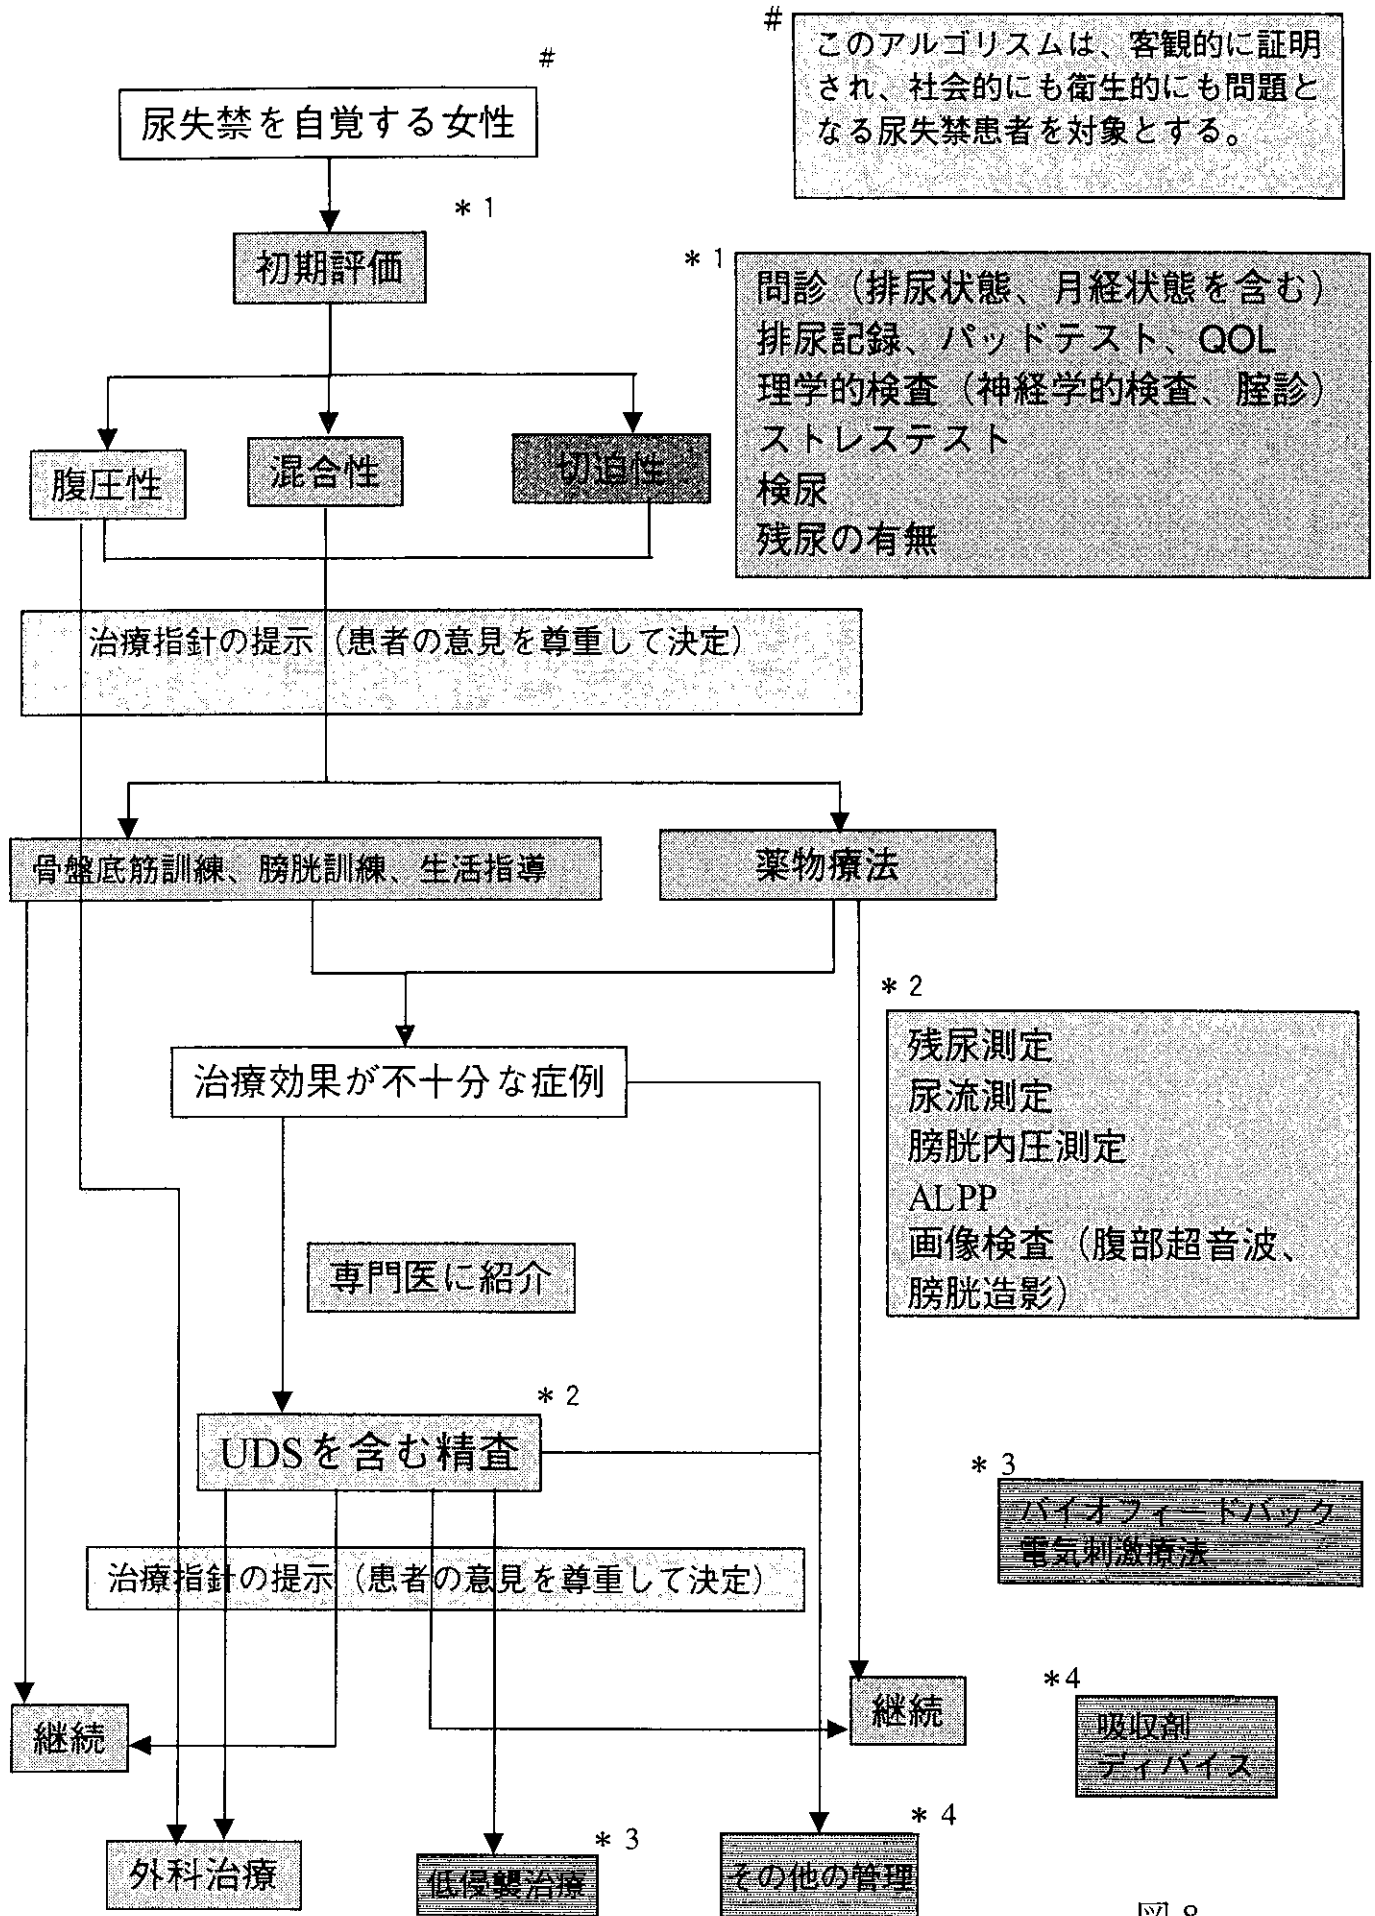 #
このアルゴリスムは、客観的に証明
され、社会的にも衛生的にも問題と
なる尿失禁患者を対象とする。
#
尿失禁を自覚する女性
* 1
初期評価
* 1
問診（排尿状態、月経状態を含む）
排尿記録、パッドテスト、QOL
理学的検査（神経学的検査、腟診）
ストレステスト
検尿
残尿の有無
腹圧性
混合性
切迫性
治療指針の提示（患者の意見を尊重して決定）
骨盤底筋訓練、膀胱訓練、生活指導
薬物療法
* 2
残尿測定
尿流測定
膀胱内圧測定
ALPP
画像検査（腹部超音波、
膀胱造影）
治療効果が不十分な症例
専門医に紹介
* 2
UDSを含む精査
* 3
バイオフィードバック
電気刺激療法
治療指針の提示（患者の意見を尊重して決定）
*4
吸収剤
ディバイス
継続
継続
外科治療
* 3
低侵襲治療
* 4
その他の管理
図 8